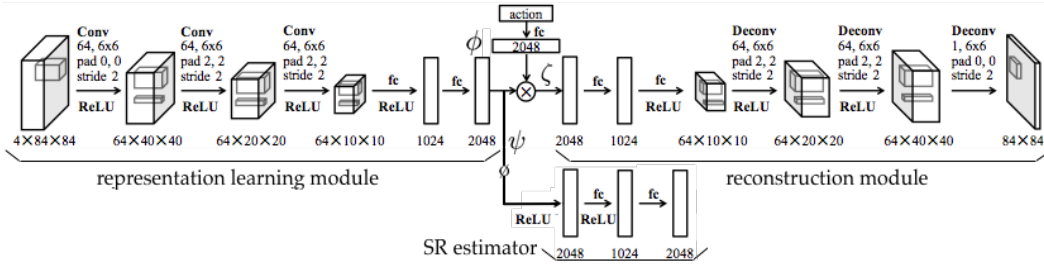 action
fc
2048
ϕ
ζ
⊗
ψ
ø
Conv
64, 6x6
pad 0, 0
stride 2
ReLU
Conv
64, 6x6
pad 2, 2
stride 2
ReLU
Conv
64, 6x6
pad 2, 2
stride 2
ReLU
fc
ReLU
fc
fc
fc
ReLU
Deconv
64, 6x6
pad 2, 2
stride 2
ReLU
Deconv
64, 6x6
pad 2, 2
stride 2
ReLU
Deconv
1, 6x6
pad 0, 0
stride 2
4×84×84
64×40×40
64×20×20
64×10×10
1024
2048
2048
1024
64×10×10
64×20×20
64×40×40
84×84
representation learning module
reconstruction module
ReLU
fc
ReLU
fc
SR estimator
2048
1024
2048